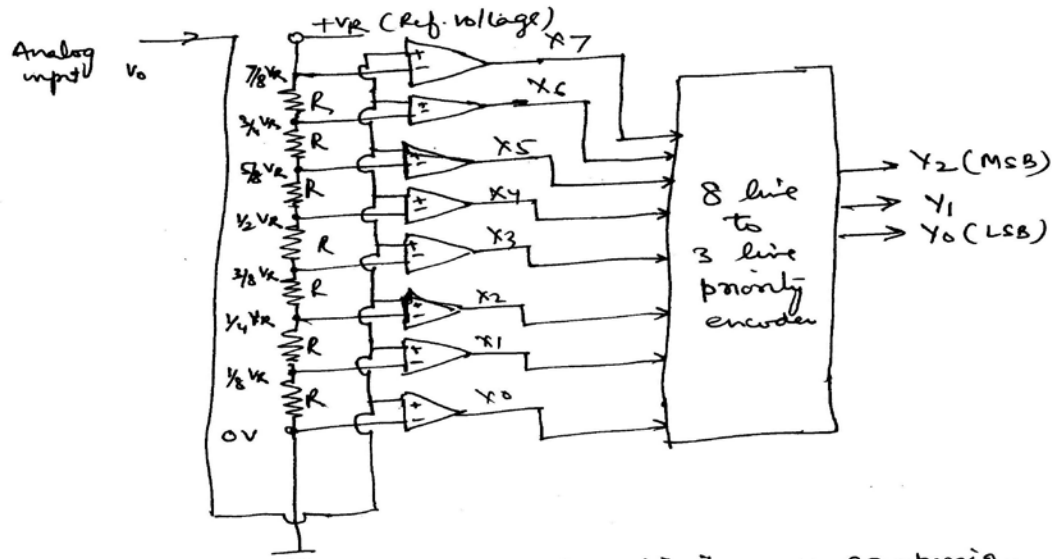 +VR (Ref. voltage)
Analog
input Vo
7/8 VR
R
X7
3/4 VR
R
X6
5/8 VR
R
X5
1/2 VR
R
X4
3/8 VR
R
X3
1/4 VR
R
X2
1/8 VR
R
X1
0V
X0
8 line
to
3 line
priority
encoder
Y2 (MSB)
Y1
Y0 (LSB)